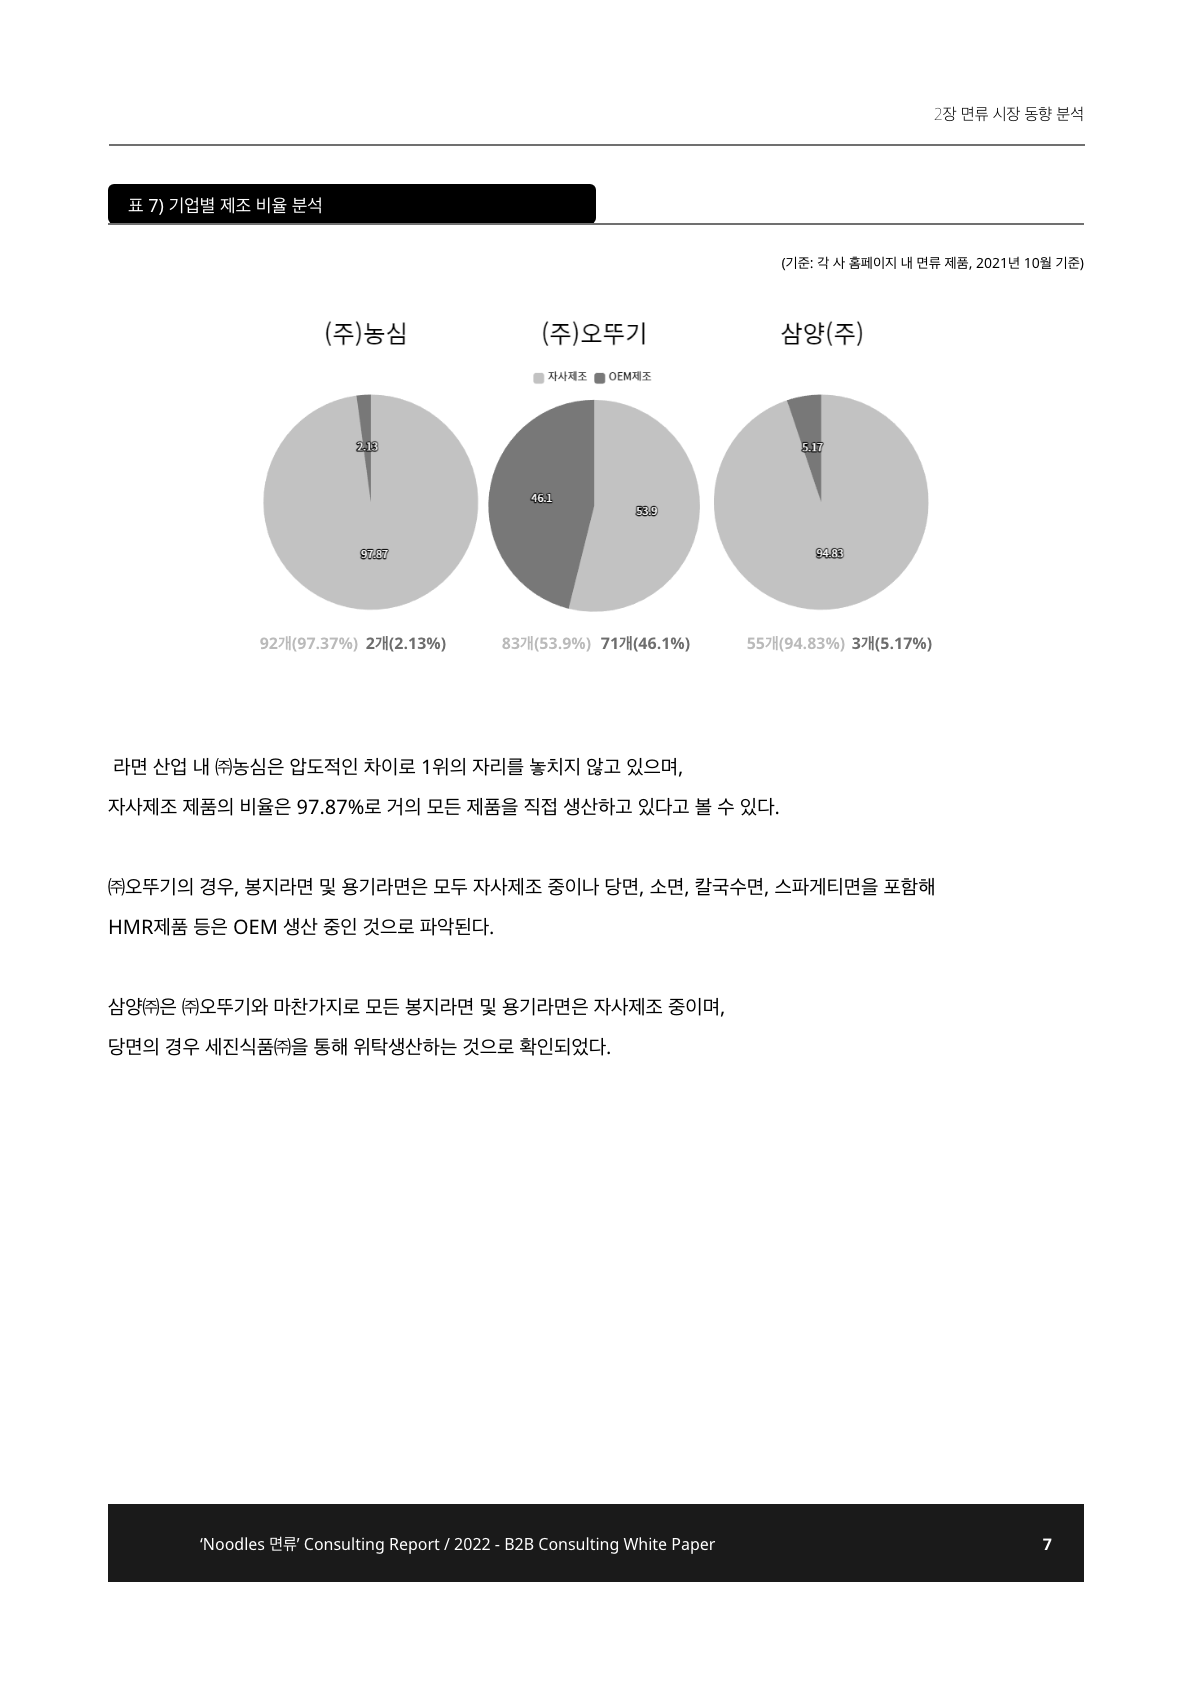 2장 면류 시장 동향 분석
표 7) 기업별 제조 비율 분석
(기준: 각 사 홈페이지 내 면류 제품, 2021년 10월 기준)
(주)농심 (주)오뚜기 삼양(주)
자사제조 OEM제조
2.13 97.87
46.1 53.9
5.17 94.83
92개(97.37%) 2개(2.13%) 83개(53.9%) 71개(46.1%) 55개(94.83%) 3개(5.17%)
라면 산업 내 ㈜농심은 압도적인 차이로 1위의 자리를 놓치지 않고 있으며,
자사제조 제품의 비율은 97.87%로 거의 모든 제품을 직접 생산하고 있다고 볼 수 있다.
㈜오뚜기의 경우, 봉지라면 및 용기라면은 모두 자사제조 중이나 당면, 소면, 칼국수면, 스파게티면을 포함해
HMR제품 등은 OEM 생산 중인 것으로 파악된다.
삼양㈜은 ㈜오뚜기와 마찬가지로 모든 봉지라면 및 용기라면은 자사제조 중이며,
당면의 경우 세진식품㈜을 통해 위탁생산하는 것으로 확인되었다.
‘Noodles 면류’ Consulting Report / 2022 - B2B Consulting White Paper 7